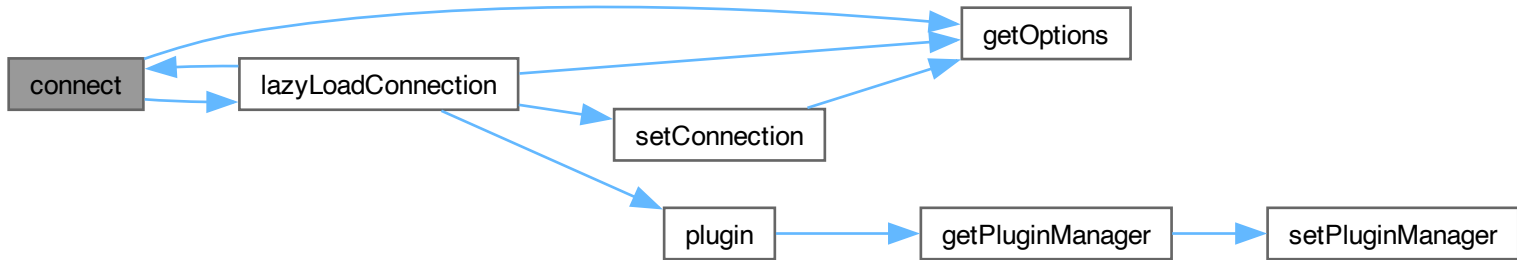 connect
lazyLoadConnection
getOptions
setConnection
plugin
getPluginManager
setPluginManager